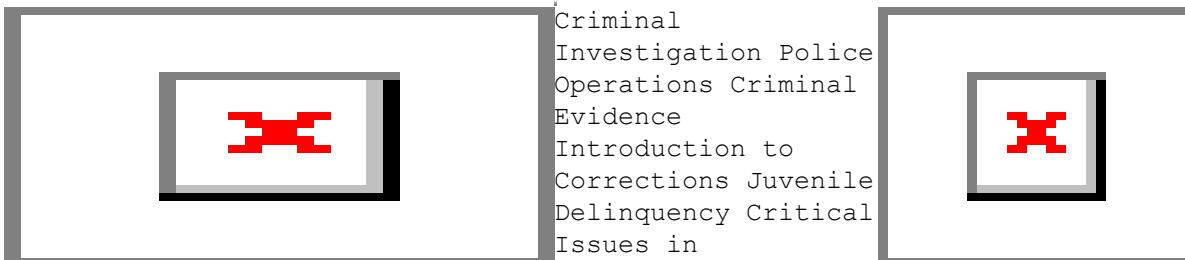 Criminal
Investigation Police
Operations Criminal
Evidence
Introduction to
Corrections Juvenile
Delinquency Critical
Issues in